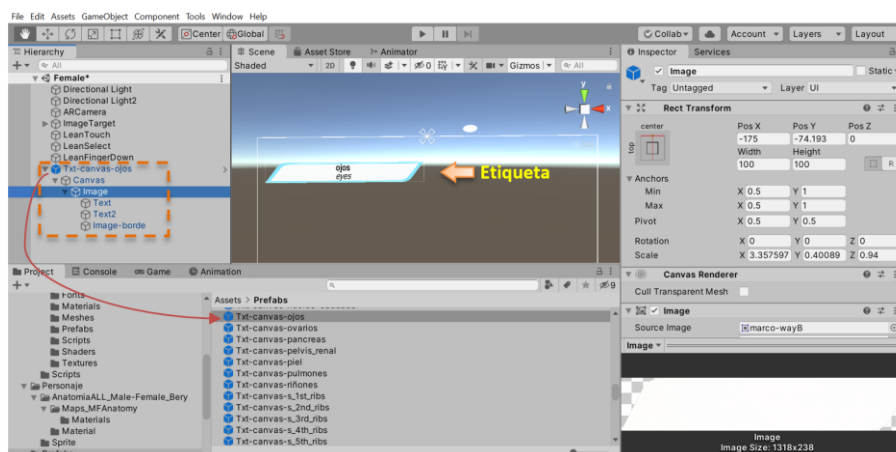 File Edit Assets GameObject Component Tools Window Help
Center Global Collab Account Layers Layout
Hierarchy
All
Female*
Directional Light
Directional Light2
ARCamera
ImageTarget
LeanTouch
LeanSelect
LeanFingerDown
Txt-canvas-ojos
Canvas
Image
Text
Text2
Image-borde
Scene Asset Store Animator
Shaded 2D 0 Gizmos All
y
x
ojos
eyes
Etiqueta
Inspector Services
Image Static
Tag Untagged Layer UI
Rect Transform
center Pos X Pos Y Pos Z
top -175 -74.193 0
Width Height
100 100 R
Anchors
Min X 0.5 Y 1
Max X 0.5 Y 1
Pivot X 0.5 Y 0.5
Rotation X 0 Y 0 Z 0
Scale X 3.357597 Y 0.40089 Z 0.94
Canvas Renderer
Cull Transparent Mesh
Image
Source Image marco-wayB
Image
Image
Image Size: 1318x238
Project Console Game Animation
9
Fonts
Materials
Meshes
Prefabs
Scripts
Shaders
Textures
Scripts
Personaje
AnatomiaALL_Male-Female_Bery
Maps_MFAnatomy
Materials
Material
Sprite
Assets > Prefabs
Txt-canvas-ojos
Txt-canvas-ovarios
Txt-canvas-pancreas
Txt-canvas-pelvis_renal
Txt-canvas-piel
Txt-canvas-pulmones
Txt-canvas-riñones
Txt-canvas-s_1st_ribs
Txt-canvas-s_2nd_ribs
Txt-canvas-s_3rd_ribs
Txt-canvas-s_4th_ribs
Txt-canvas-s_5th_ribs